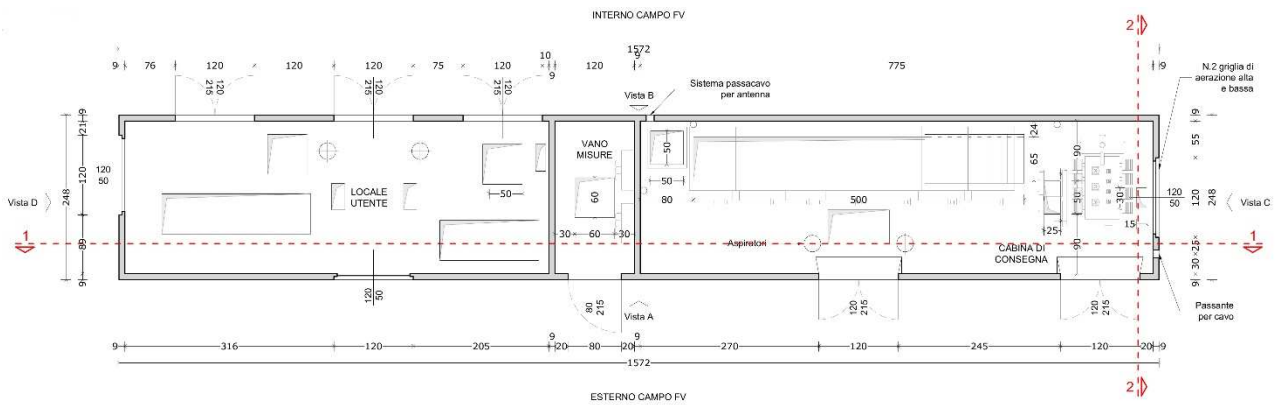 INTERNO CAMPO FV
2
1572
9 76 120 120 120 75 120 10 9 120 9 775 9
120 215
120 215
120 215
Sistema passacavo
per antenna
Vista B
N.2 griglia di
aerazione alta
e bassa
9 21 120 89 9
248
120
50
Vista D
LOCALE
UTENTE
50
VANO
MISURE
60
30 60 30
50
50
80
500
24
65
90
50
90
25
30
15
9 55 120 25 30 9
120
50
248
Vista C
1
1
Aspiratori
CABINA DI
CONSEGNA
120
50
80
215
Vista A
120
215
120
215
Passante
per cavo
9 316 120 205 9 20 80 20 9 270 120 245 120 20 9
1572
2
ESTERNO CAMPO FV